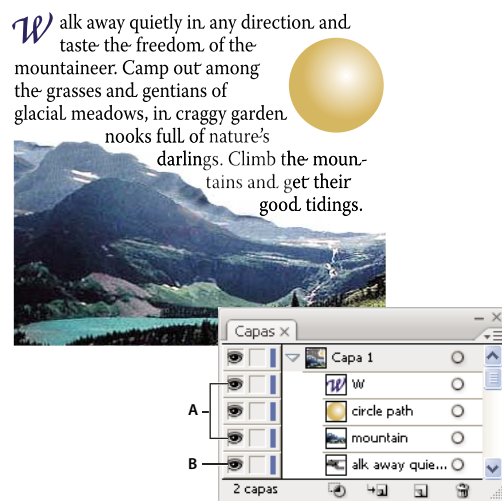 Walk away quietly in any direction and
taste the freedom of the
mountaineer. Camp out among
the grasses and gentians of
glacial meadows, in craggy garden
nooks full of nature's
darlings. Climb the moun-
tains and get their
good tidings.
Capas
Capa 1
W
A
circle path
mountain
B
alk away quie...
2 capas